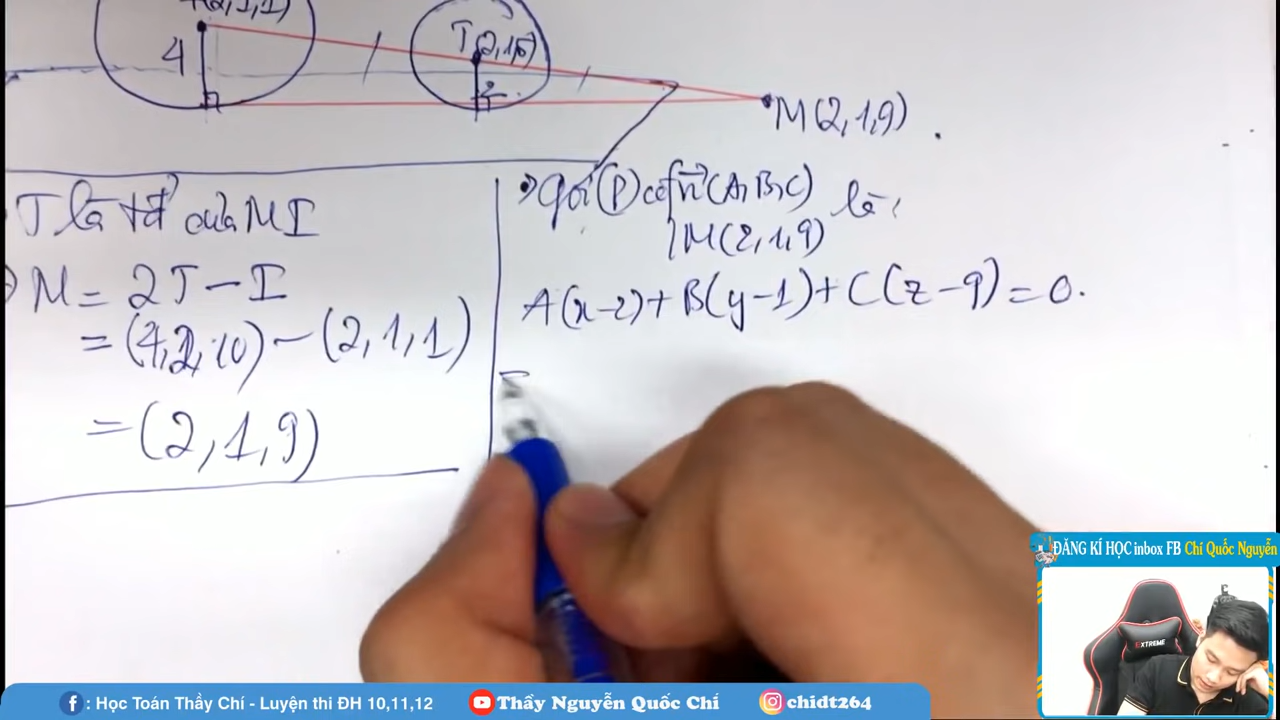 I(2,1,1)
4
J(2,1,5)
2
M(2,1,9)
J là tđ của MI
M = 2J - I
= (4,2,10) - (2,1,1)
= (2,1,9)
Gọi (P) có { n⃗(A,B,C)
M(2,1,9) là:
A(x-2) + B(y-1) + C(z-9) = 0.
ĐĂNG KÍ HỌC inbox FB Chí Quốc Nguyễn
EXTREME
: Học Toán Thầy Chí - Luyện thi ĐH 10,11,12
Thầy Nguyễn Quốc Chí
chidt264